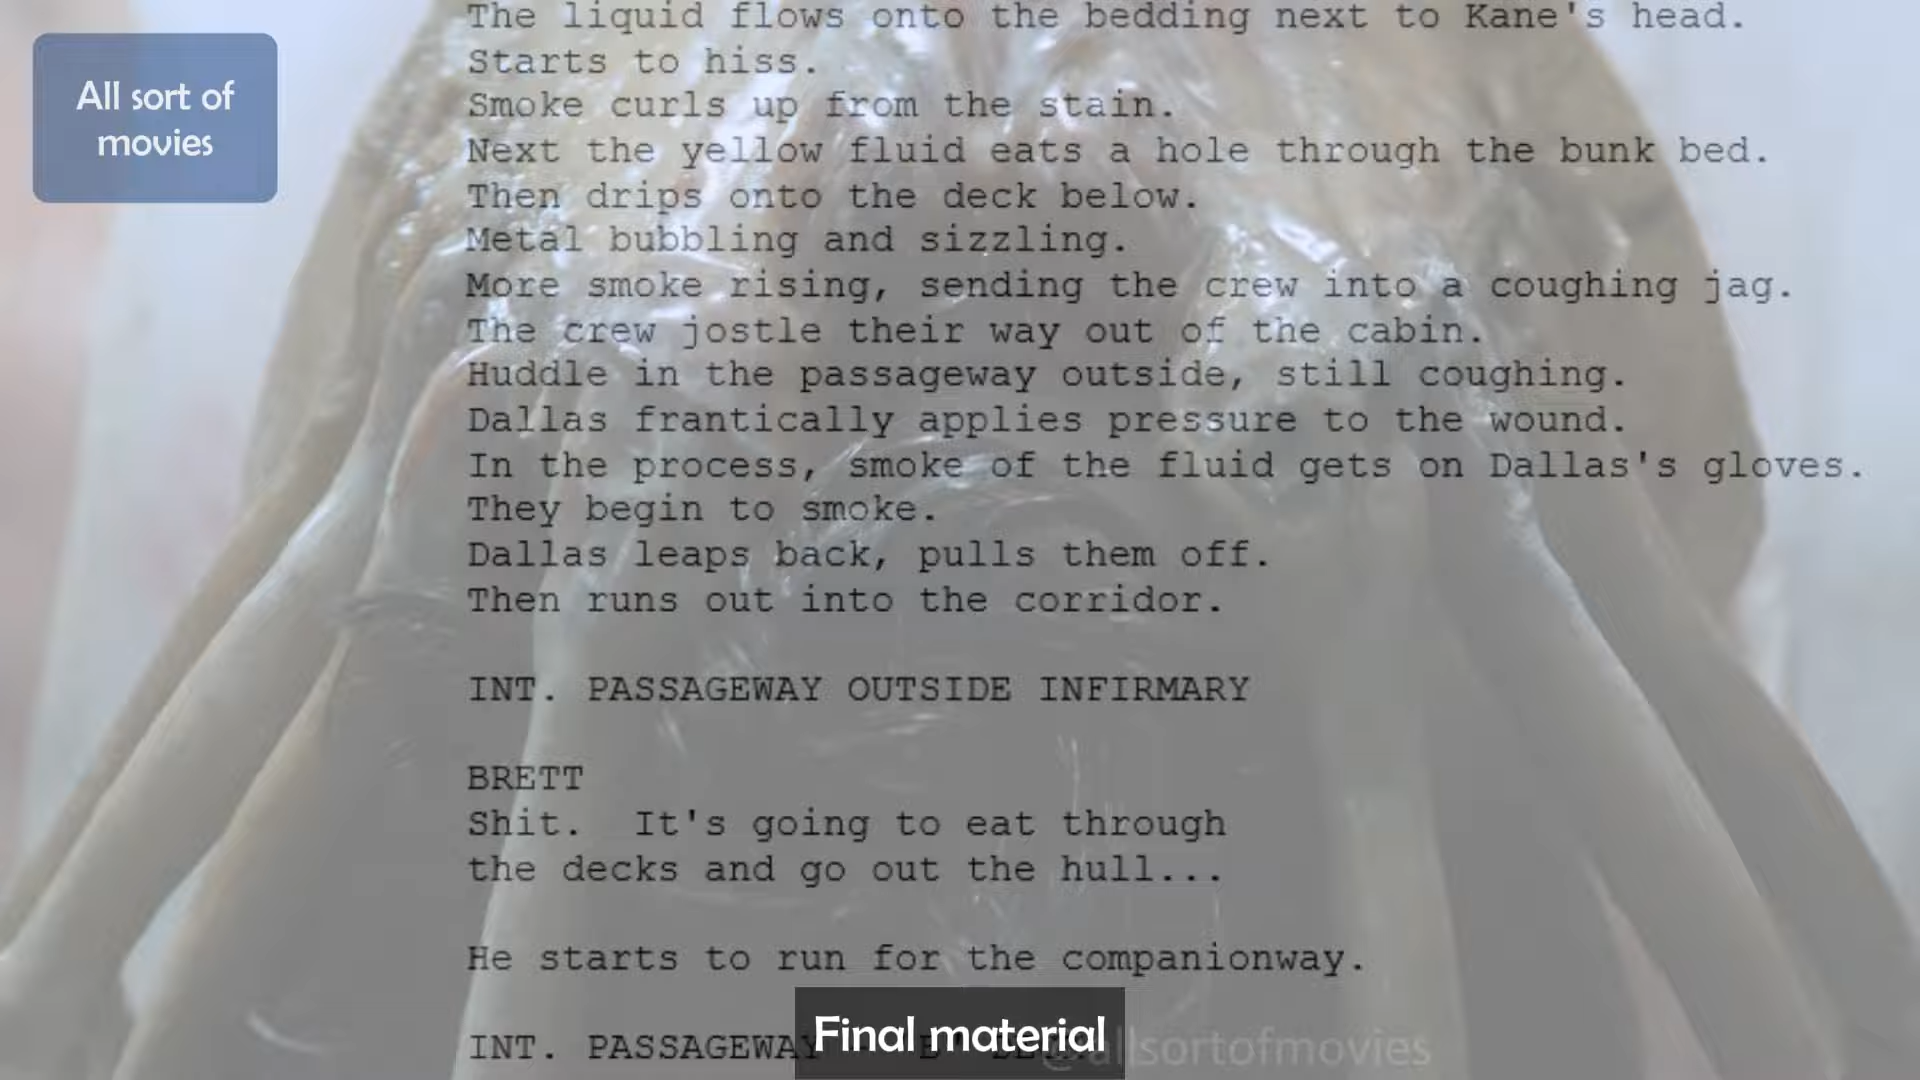 The liquid flows onto the bedding next to Kane's head.
All sort of
movies
Starts to hiss.
Smoke curls up from the stain.
Next the yellow fluid eats a hole through the bunk bed.
Then drips onto the deck below.
Metal bubbling and sizzling.
More smoke rising, sending the crew into a coughing jag.
The crew jostle their way out of the cabin.
Huddle in the passageway outside, still coughing.
Dallas frantically applies pressure to the wound.
In the process, smoke of the fluid gets on Dallas's gloves.
They begin to smoke.
Dallas leaps back, pulls them off.
Then runs out into the corridor.
INT. PASSAGEWAY OUTSIDE INFIRMARY
BRETT
Shit.  It's going to eat through
the decks and go out the hull...
He starts to run for the companionway.
INT. PASSAGEWAY
Final material
@allsortofmovies